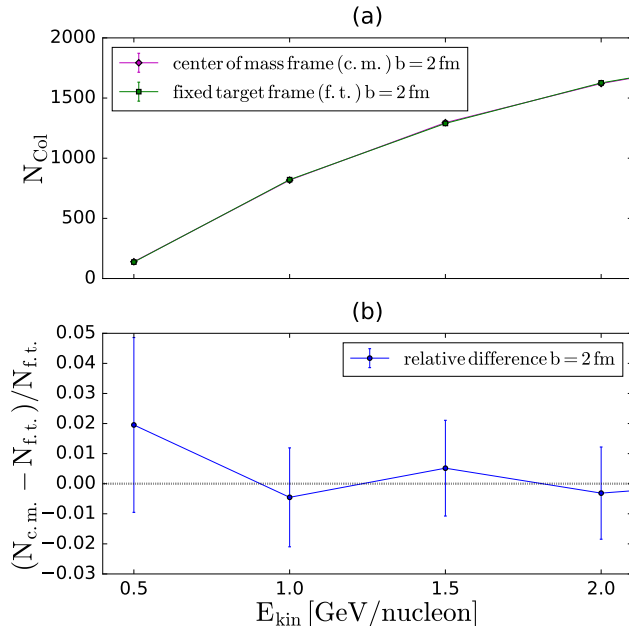 (a)
2000
1500
1000
500
0
N_Col
center of mass frame (c. m.) b = 2 fm
fixed target frame (f. t.) b = 2 fm
(b)
0.05
0.04
0.03
0.02
0.01
0.00
−0.01
−0.02
−0.03
(N_c.m. − N_f.t.)/N_f.t.
relative difference b = 2 fm
0.5 1.0 1.5 2.0
E_kin [GeV/nucleon]